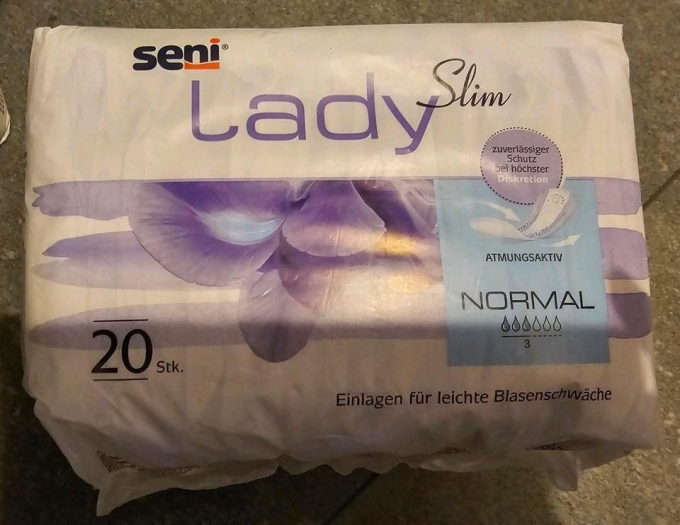 seni®
Lady Slim
zuverlässiger
Schutz
bei höchster
Diskretion
ATMUNGSAKTIV
NORMAL
3
20 Stk.
Einlagen für leichte Blasenschwäche